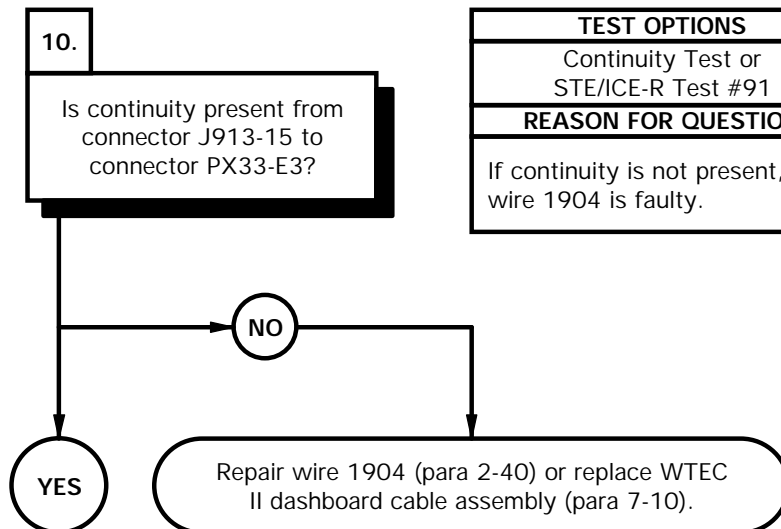 10.
Is continuity present from
connector J913-15 to
connector PX33-E3?
TEST OPTIONS
Continuity Test or
STE/ICE-R Test #91
REASON FOR QUESTIO
If continuity is not present,
wire 1904 is faulty.
NO
YES
Repair wire 1904 (para 2-40) or replace WTEC
II dashboard cable assembly (para 7-10).